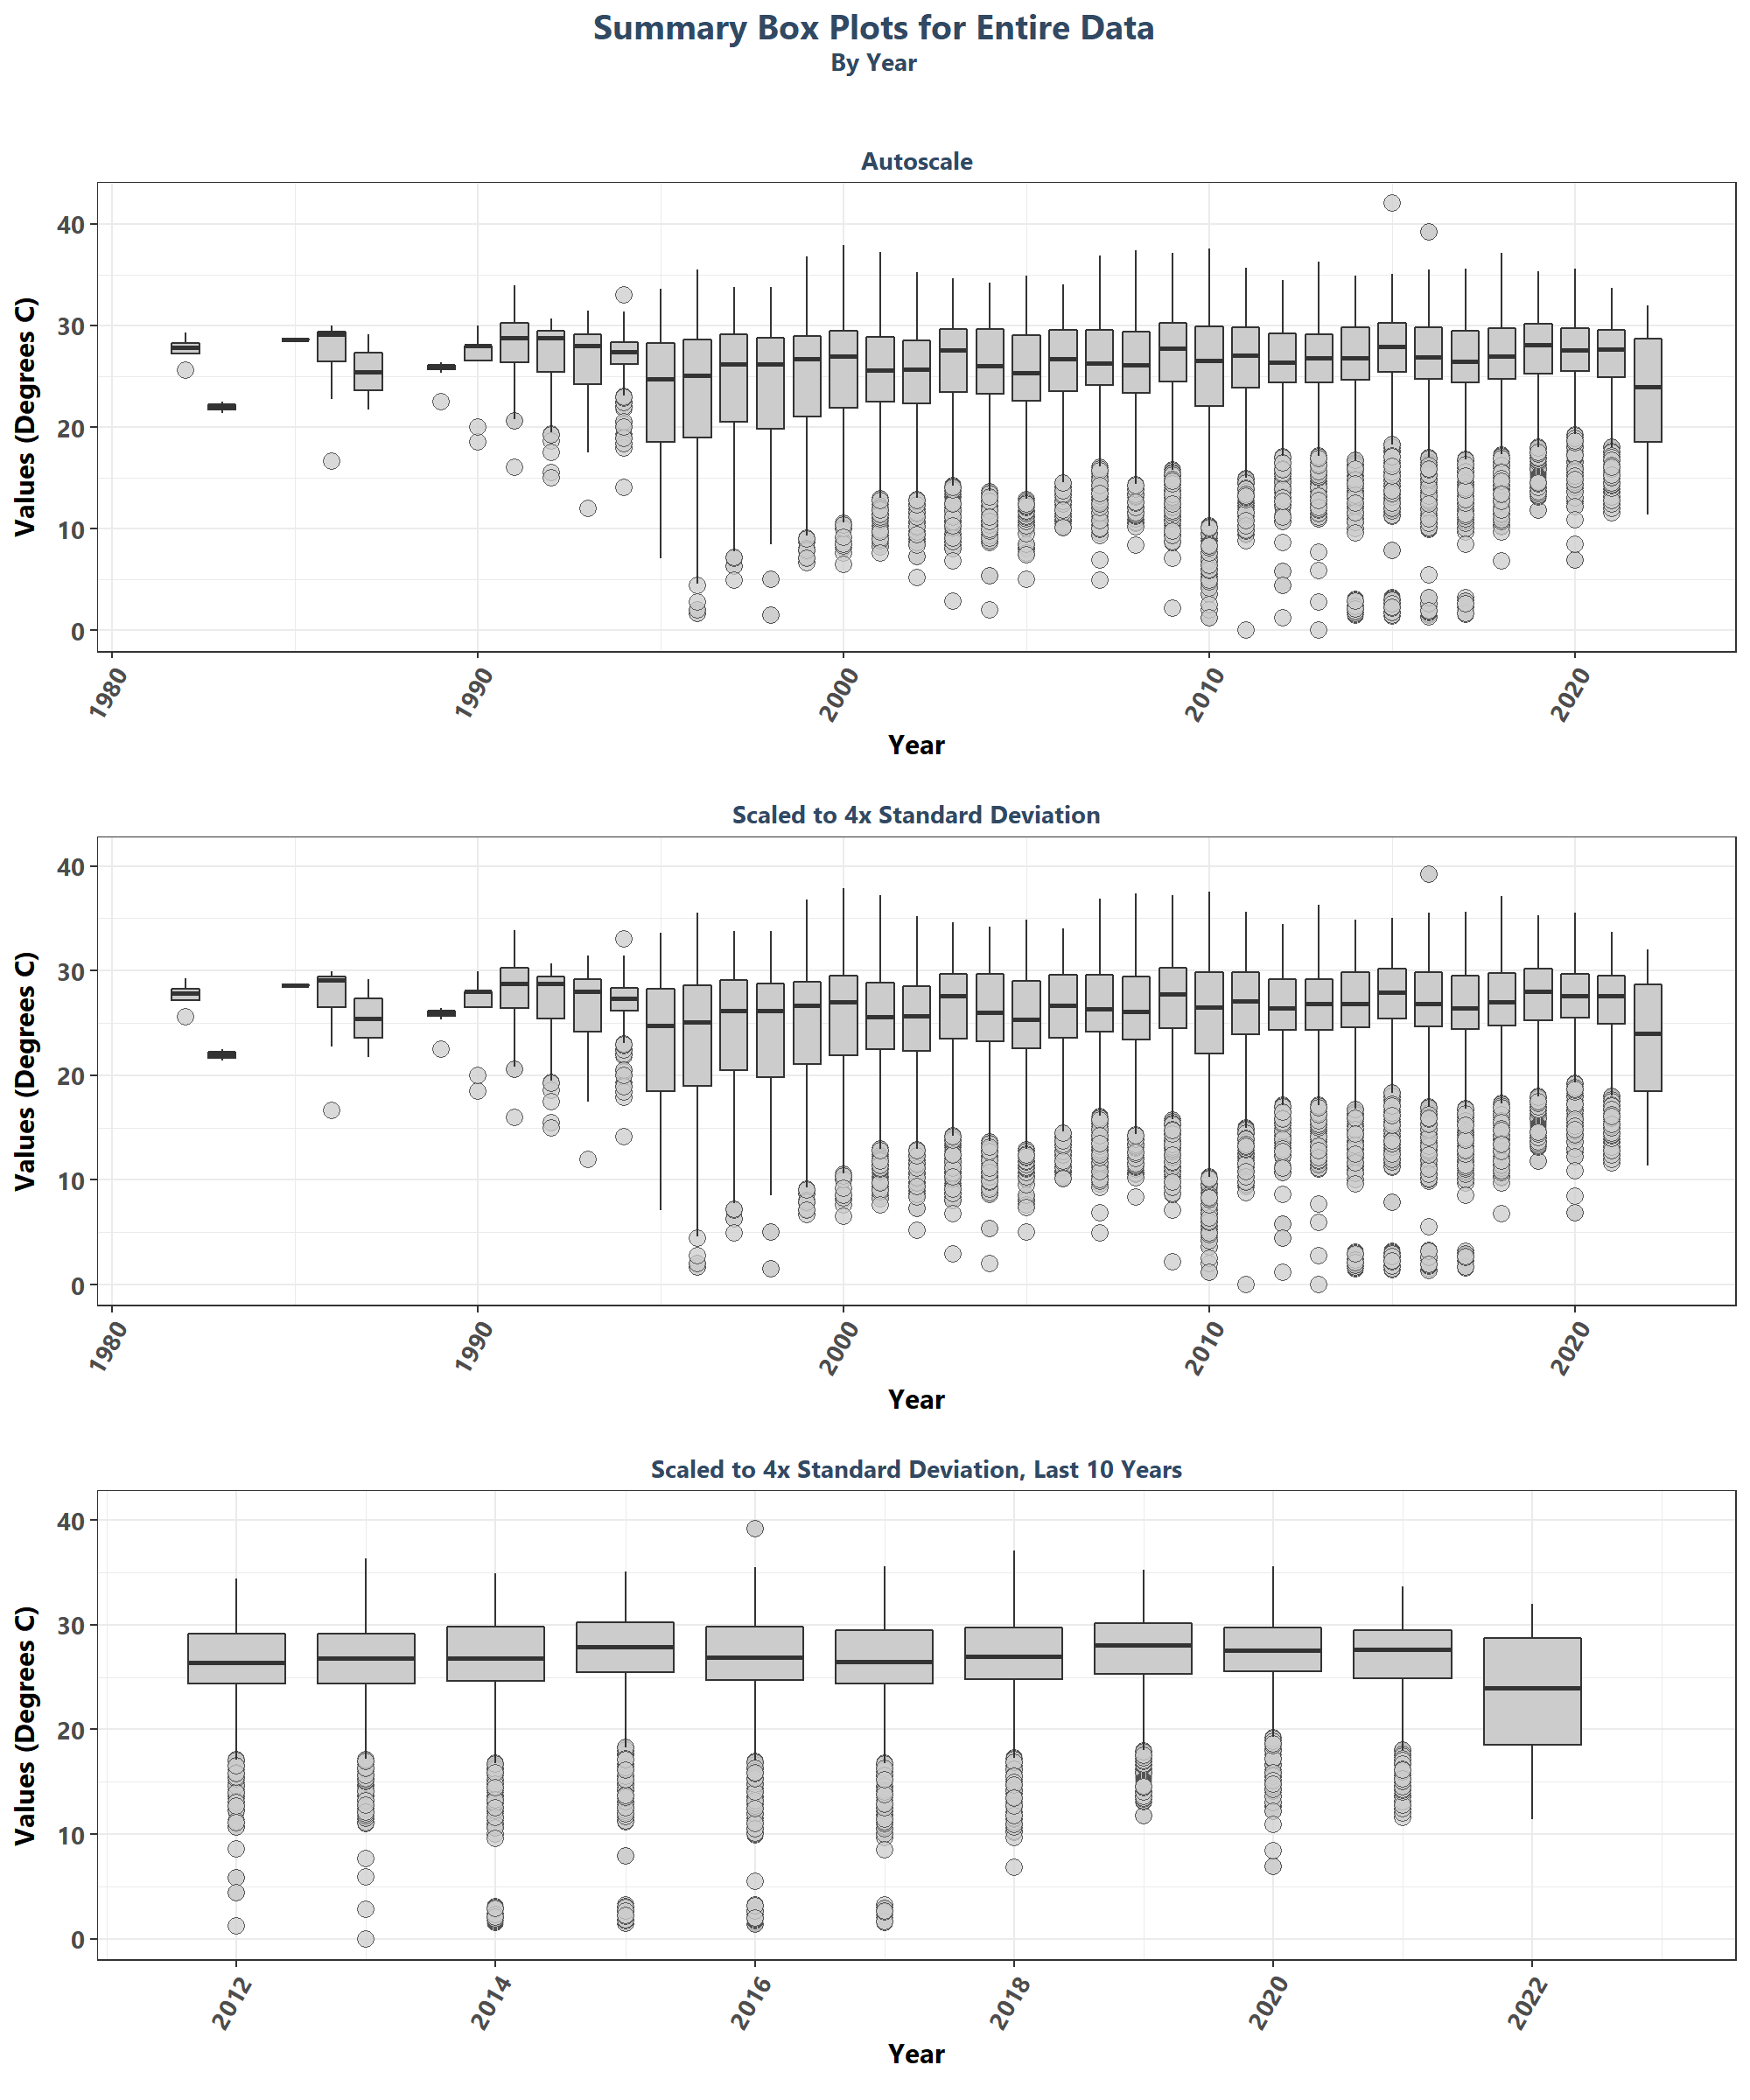 Summary Box Plots for Entire Data
By Year
Autoscale
Values (Degrees C)
40
30
20
10
0
1980
1990
2000
2010
2020
Year
Scaled to 4x Standard Deviation
Values (Degrees C)
40
30
20
10
0
1980
1990
2000
2010
2020
Year
Scaled to 4x Standard Deviation, Last 10 Years
Values (Degrees C)
40
30
20
10
0
2012
2014
2016
2018
2020
2022
Year